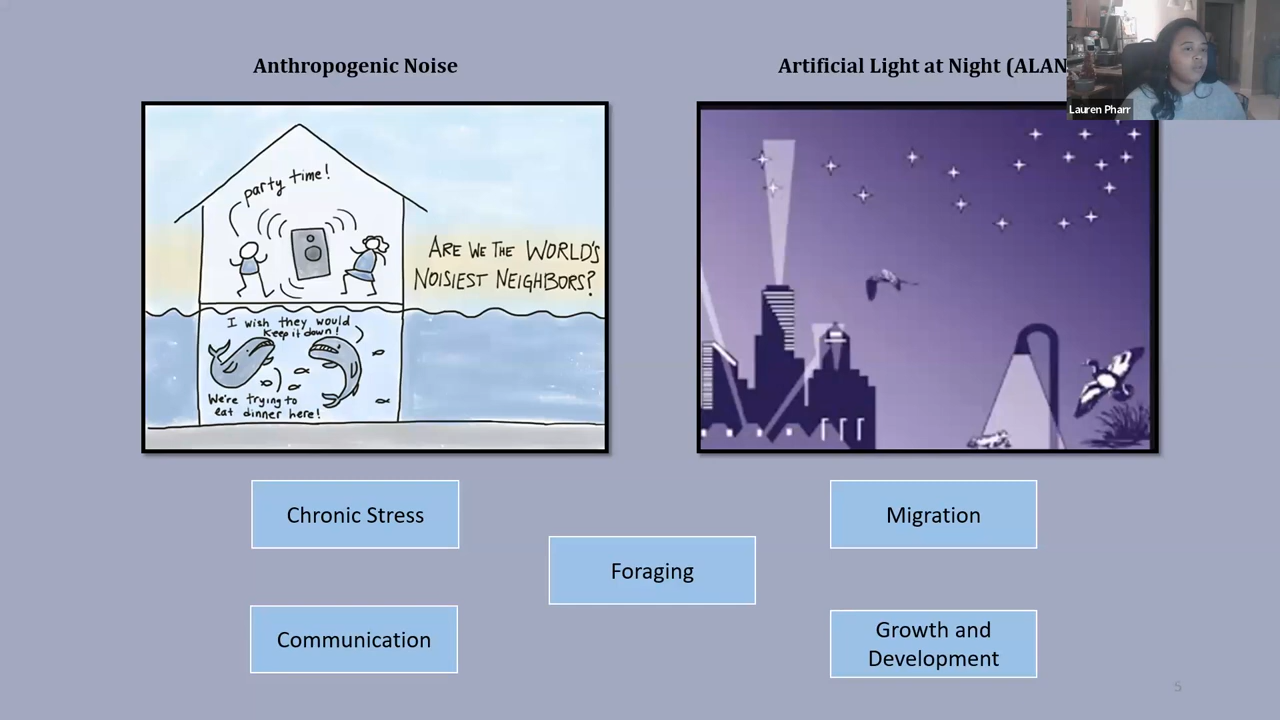 Anthropogenic Noise
Artificial Light at Night (ALAN
Lauren Pharr
party time!
ARE WE THE WORLD'S
NOISIEST NEIGHBORS?
I wish they would
keep it down!
We're trying to
eat dinner here!
Chronic Stress
Migration
Foraging
Communication
Growth and
Development
5